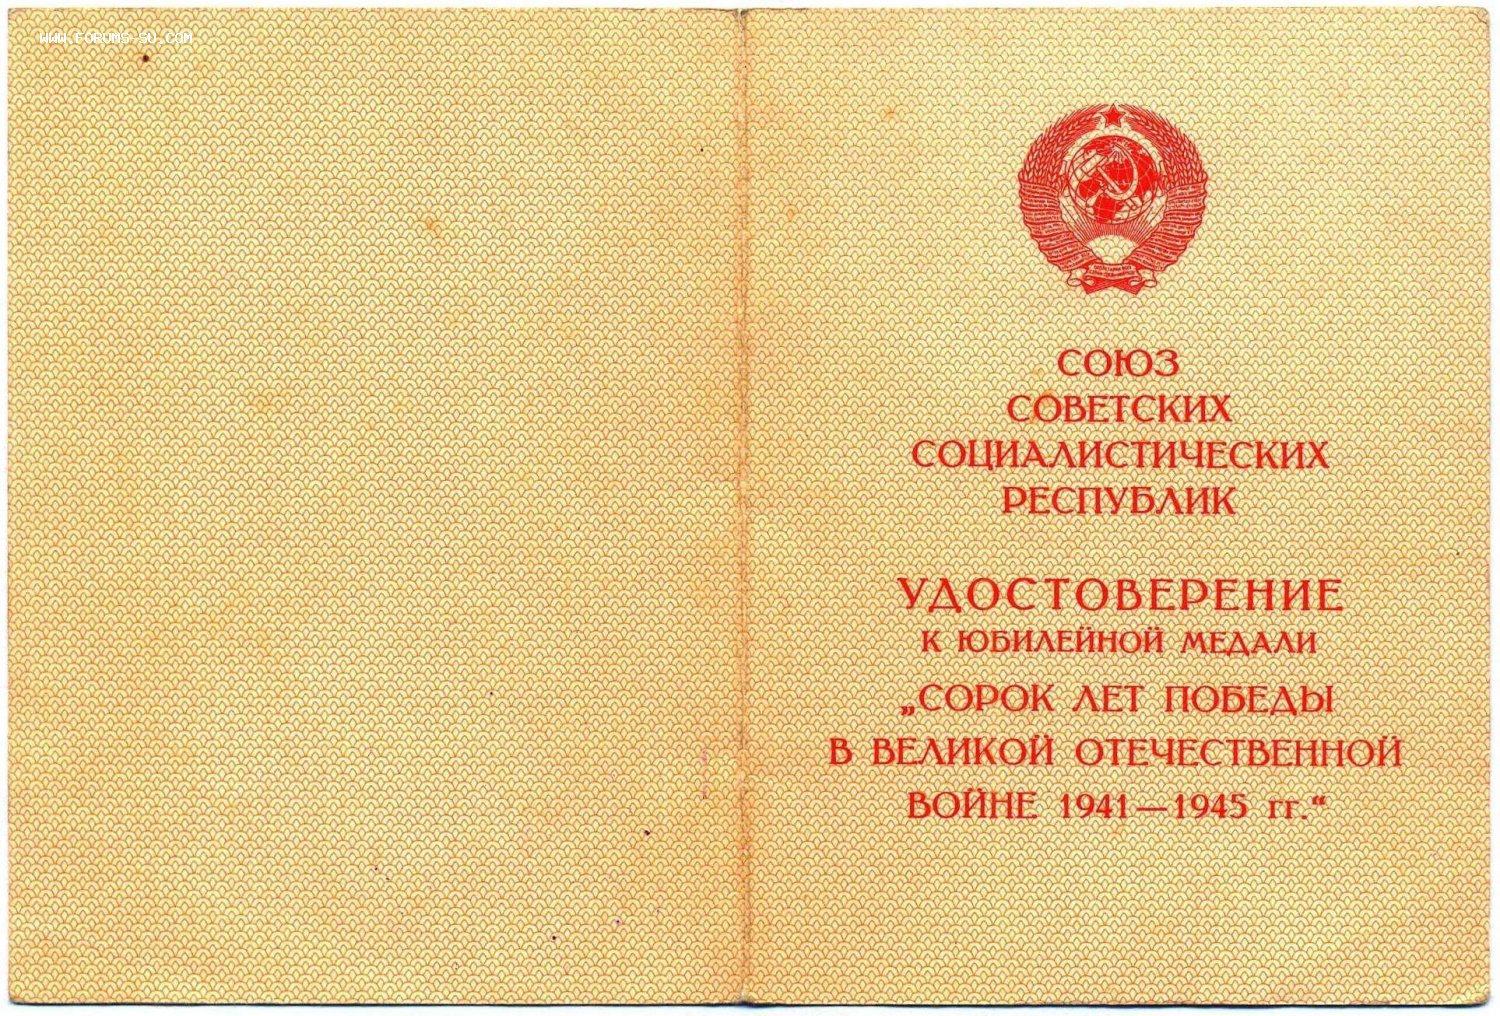 WWW.FORUMS-SU.COM
СОЮЗ
СОВЕТСКИХ
СОЦИАЛИСТИЧЕСКИХ
РЕСПУБЛИК
УДОСТОВЕРЕНИЕ
К ЮБИЛЕЙНОЙ МЕДАЛИ
„СОРОК ЛЕТ ПОБЕДЫ
В ВЕЛИКОЙ ОТЕЧЕСТВЕННОЙ
ВОЙНЕ 1941—1945 гг.“